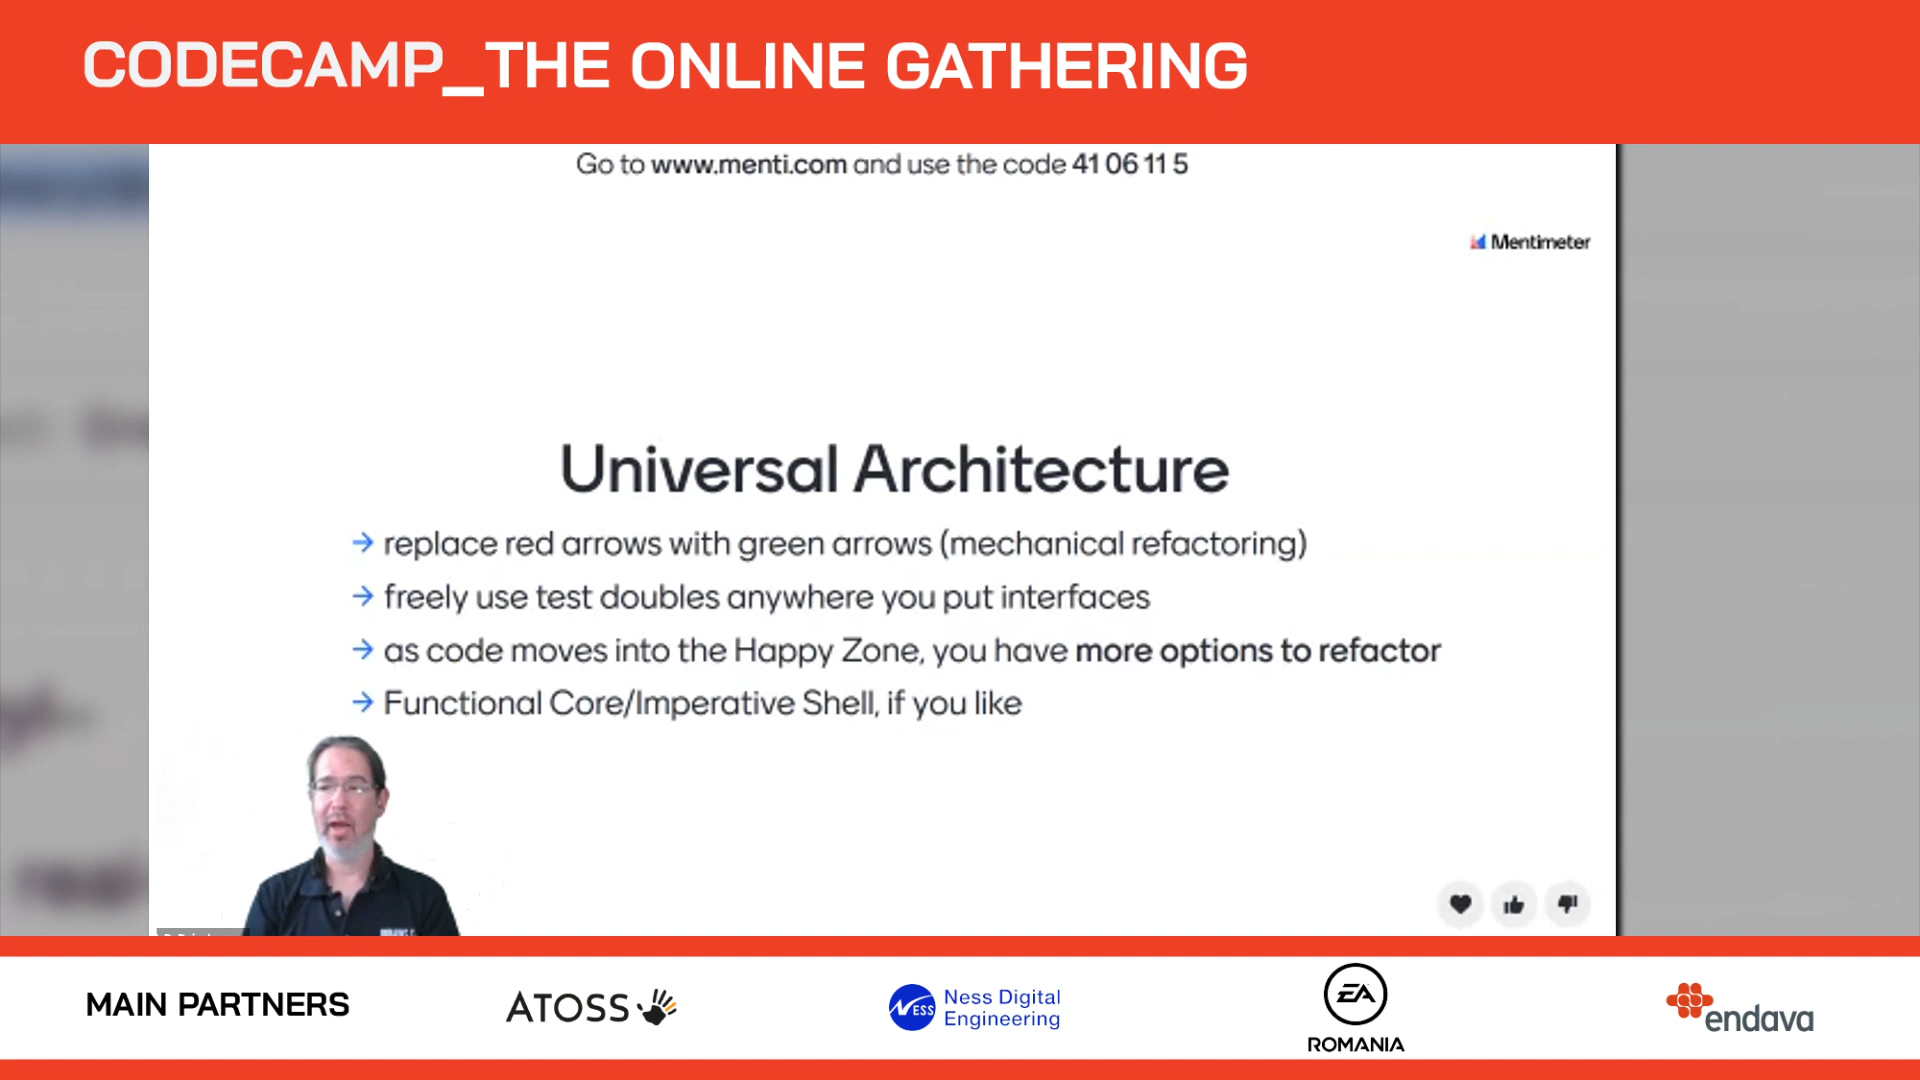 CODECAMP_THE ONLINE GATHERING
Go to www.menti.com and use the code 41 06 11 5
Mentimeter
Universal Architecture
→ replace red arrows with green arrows (mechanical refactoring)
→ freely use test doubles anywhere you put interfaces
→ as code moves into the Happy Zone, you have more options to refactor
→ Functional Core/Imperative Shell, if you like
MAIN PARTNERS
ATOSS
NESS
Ness Digital
Engineering
EA
ROMANIA
endava